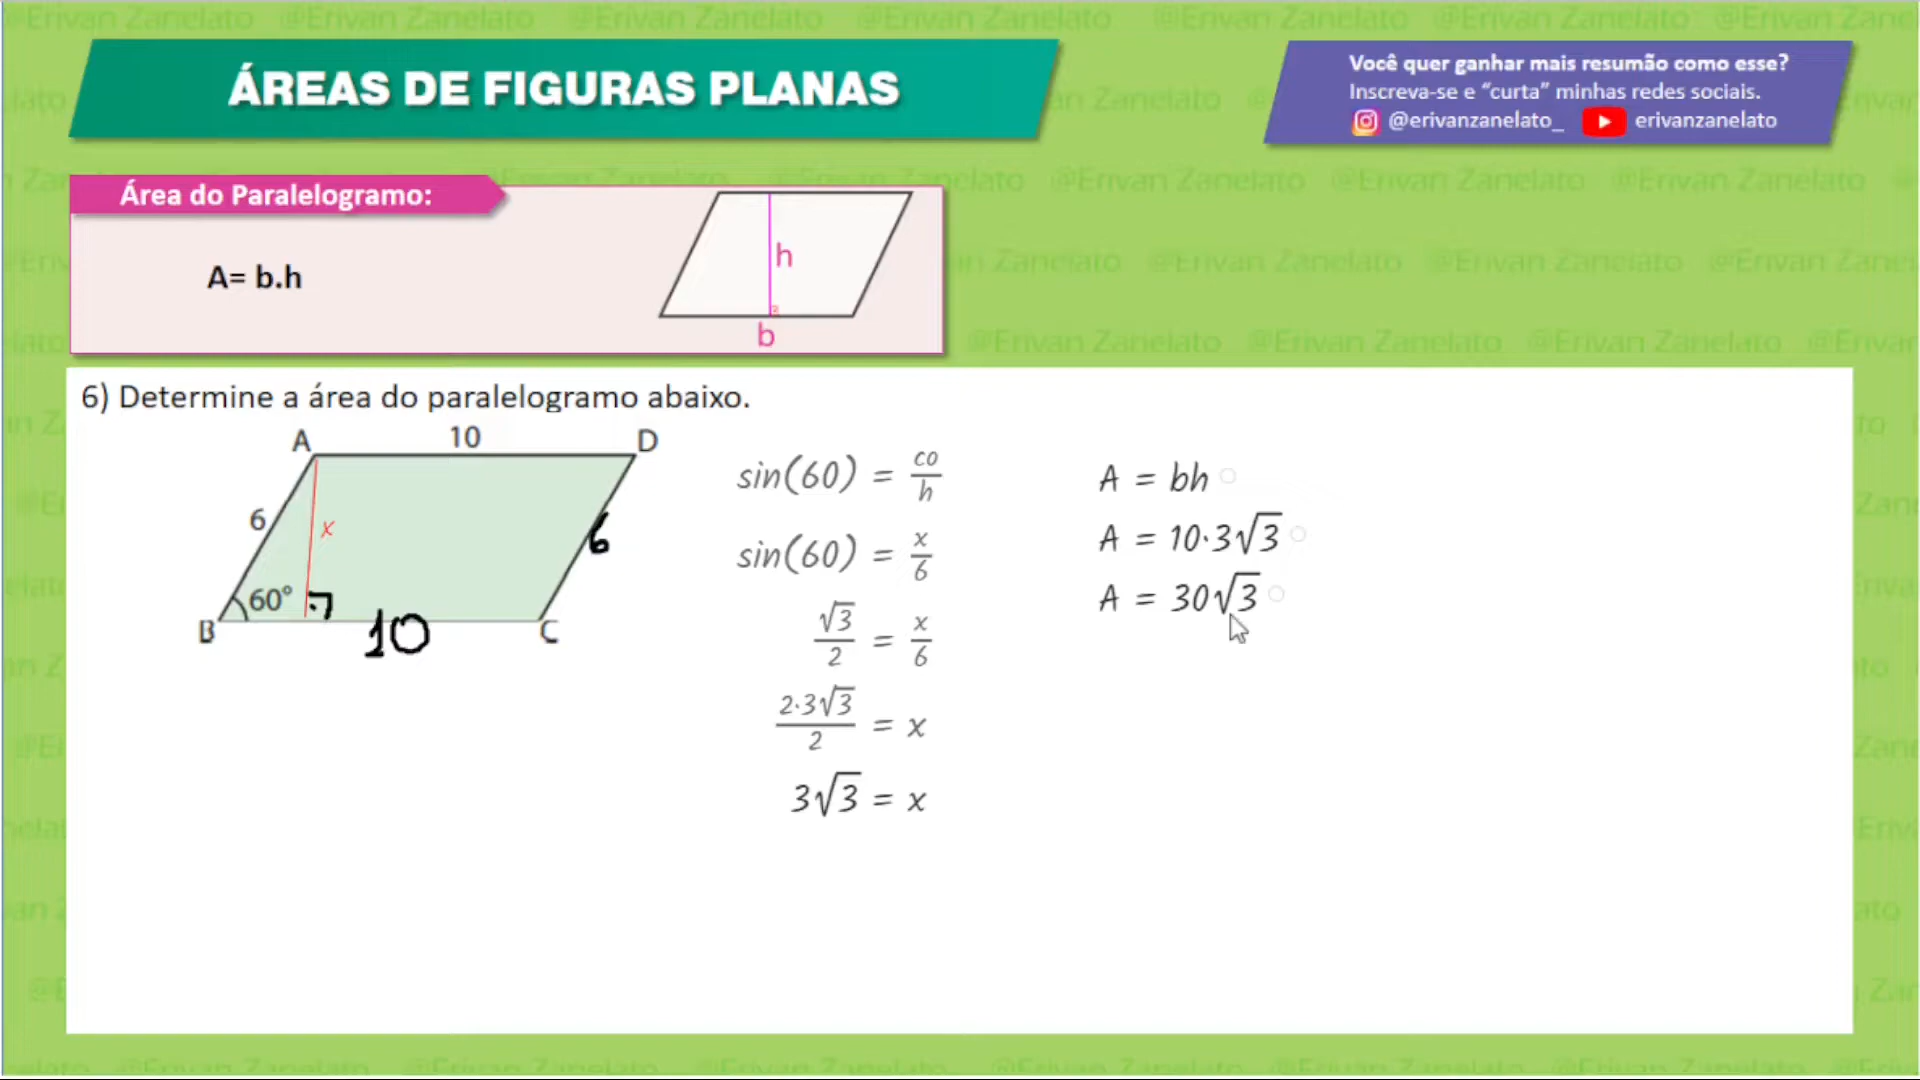 ÁREAS DE FIGURAS PLANAS
Você quer ganhar mais resumão como esse?
Inscreva-se e “curta” minhas redes sociais.
@erivanzanelato_ erivanzanelato
Área do Paralelogramo:
A= b.h
h
b
6) Determine a área do paralelogramo abaixo.
A 10 D
6 x 6
60°
B 10 C
sin(60) = co/h
sin(60) = x/6
√3/2 = x/6
2·3√3/2 = x
3√3 = x
A = bh
A = 10·3√3
A = 30√3
@Erivan Zanelato